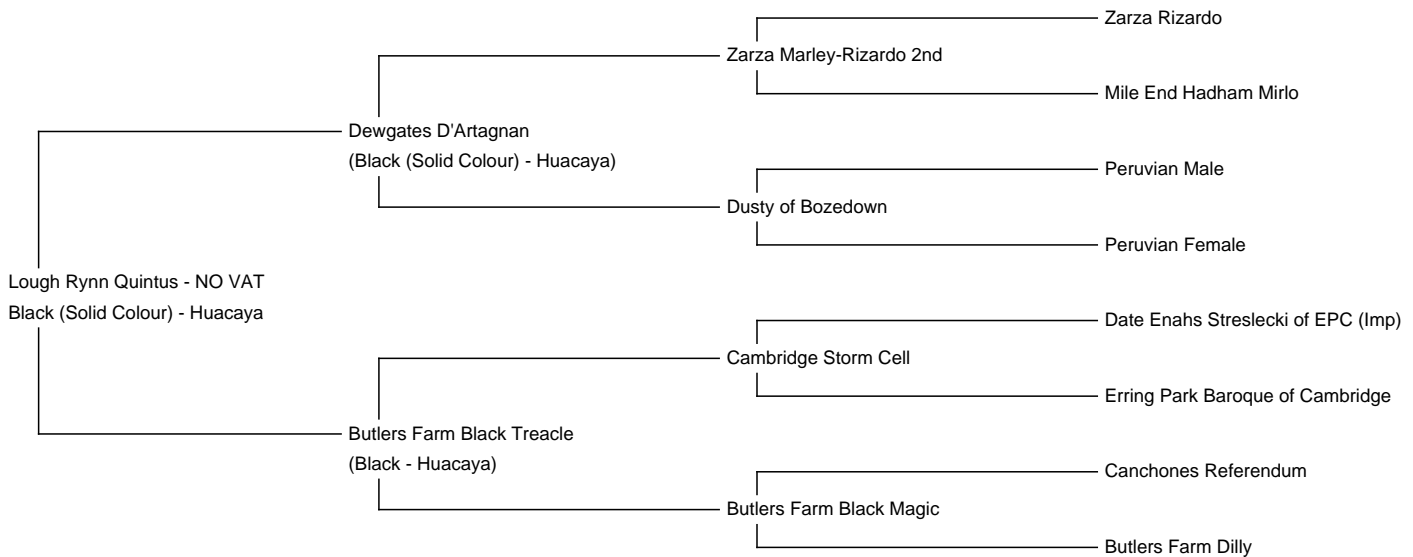 Zarza Rizardo
Zarza Marley-Rizardo 2nd
Mile End Hadham Mirlo
Dewgates D'Artagnan
(Black (Solid Colour) - Huacaya)
Peruvian Male
Dusty of Bozedown
Peruvian Female
Lough Rynn Quintus - NO VAT
Black (Solid Colour) - Huacaya
Date Enahs Streslecki of EPC (Imp)
Cambridge Storm Cell
Erring Park Baroque of Cambridge
Butlers Farm Black Treacle
(Black - Huacaya)
Canchones Referendum
Butlers Farm Black Magic
Butlers Farm Dilly